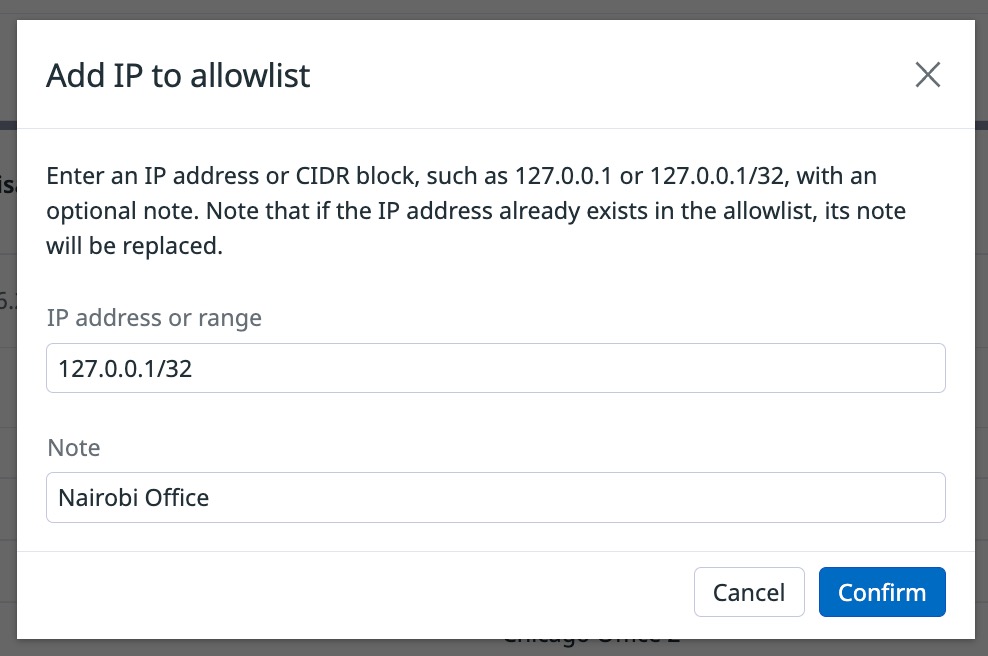 Add IP to allowlist
Enter an IP address or CIDR block, such as 127.0.0.1 or 127.0.0.1/32, with an
optional note. Note that if the IP address already exists in the allowlist, its note
will be replaced.
IP address or range
127.0.0.1/32
Note
Nairobi Office
Cancel
Confirm